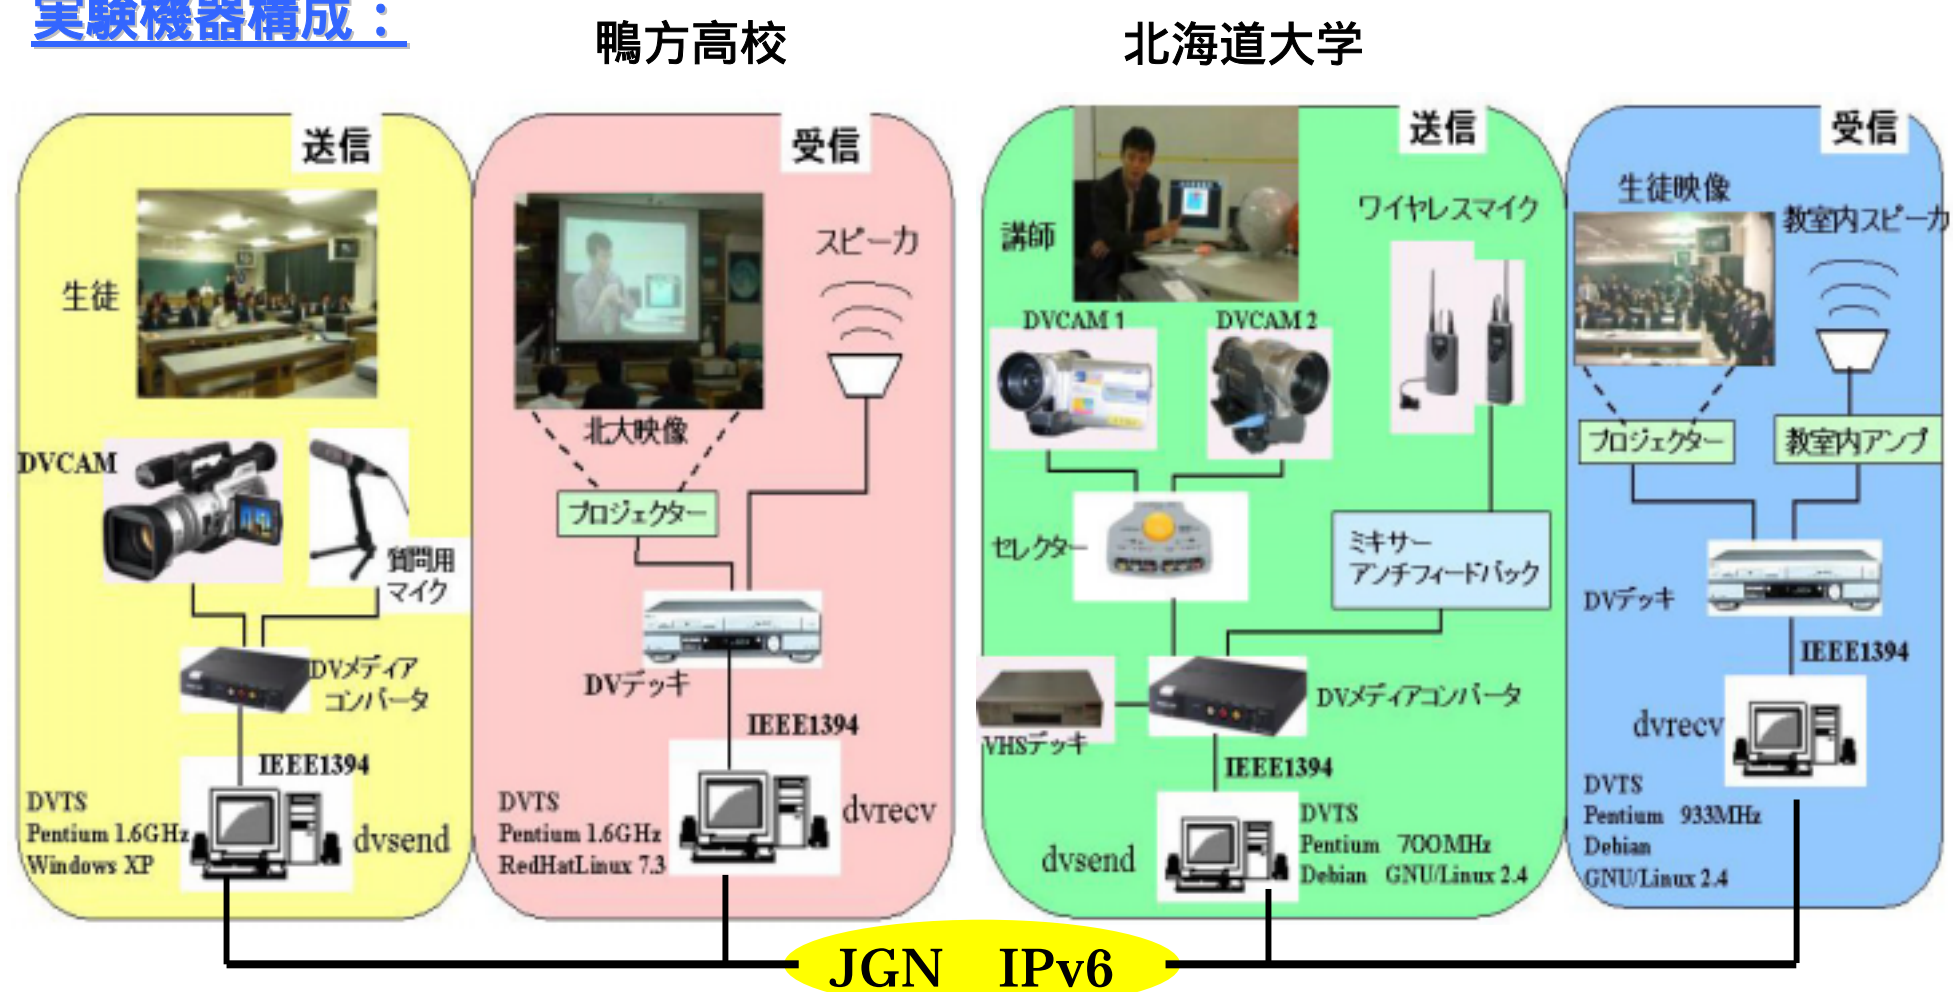 実験機器構成：
鴨方高校
北海道大学
送信
生徒
DVCAM
質問用
マイク
DVメディア
コンバータ
IEEE1394
DVTS
Pentium 1.6GHz
Windows XP
dvsend
受信
スピーカ
北大映像
プロジェクター
DVデッキ
IEEE1394
DVTS
Pentium 1.6GHz
RedHatLinux 7.3
dvrecv
送信
講師
ワイヤレスマイク
DVCAM 1
DVCAM 2
セレクター
ミキサー
アンチフィードバック
VHSデッキ
DVメディアコンバータ
IEEE1394
dvsend
DVTS
Pentium 700MHz
Debian GNU/Linux 2.4
受信
生徒映像
教室内スピーカ
プロジェクター
教室内アンプ
DVデッキ
IEEE1394
dvrecv
DVTS
Pentium 933MHz
Debian
GNU/Linux 2.4
JGN IPv6